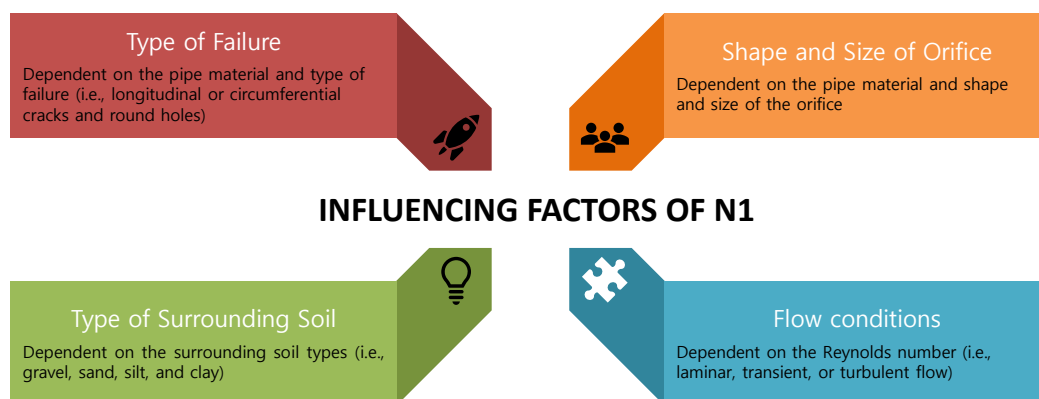 Type of Failure
Dependent on the pipe material and type of
failure (i.e., longitudinal or circumferential
cracks and round holes)
Shape and Size of Orifice
Dependent on the pipe material and shape
and size of the orifice
INFLUENCING FACTORS OF N1
Type of Surrounding Soil
Dependent on the surrounding soil types (i.e.,
gravel, sand, silt, and clay)
Flow conditions
Dependent on the Reynolds number (i.e.,
laminar, transient, or turbulent flow)